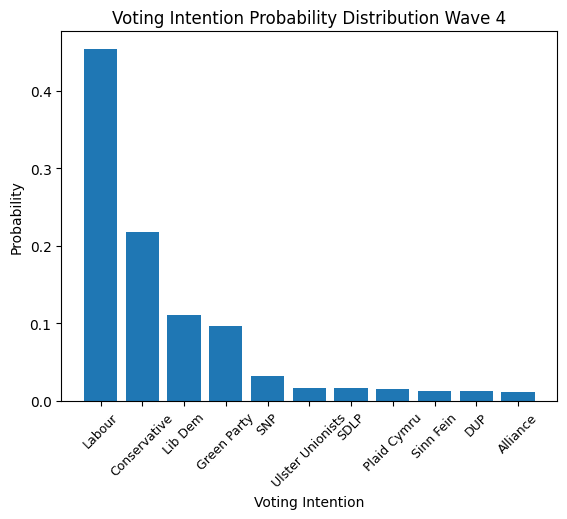 Voting Intention Probability Distribution Wave 4
Probability
0.4
0.3
0.2
0.1
0.0
Labour
Conservative
Lib Dem
Green Party
SNP
Ulster Unionists
SDLP
Plaid Cymru
Sinn Fein
DUP
Alliance
Voting Intention